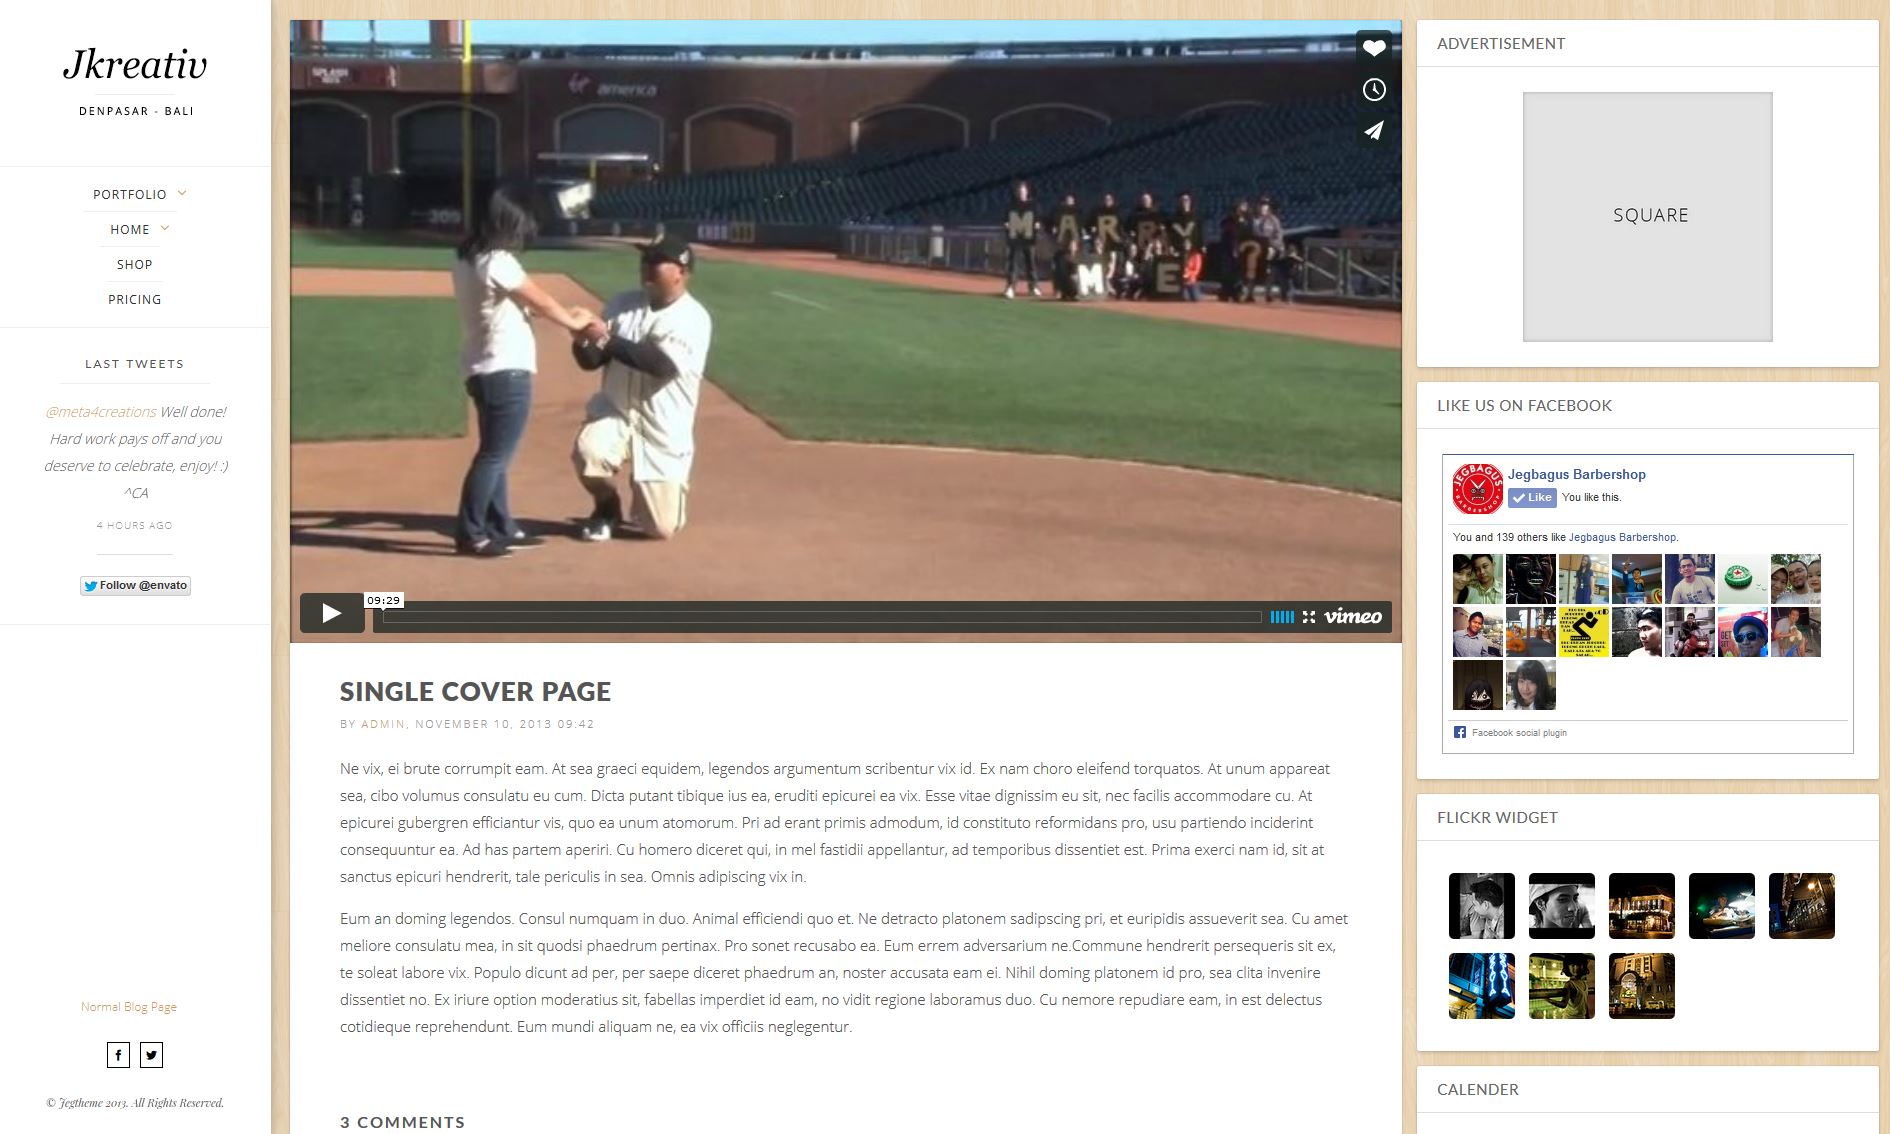 Jkreativ
DENPASAR - BALI
PORTFOLIO
HOME
SHOP
PRICING
LAST TWEETS
@meta4creations Well done!
Hard work pays off and you
deserve to celebrate, enjoy! :)
^CA
4 HOURS AGO
Follow @envato
Normal Blog Page
© Jegtheme 2013. All Rights Reserved.
america
MARRY
ME?
09:29
vimeo
SINGLE COVER PAGE
BY ADMIN, NOVEMBER 10, 2013 09:42
Ne vix, ei brute corrumpit eam. At sea graeci equidem, legendos argumentum scribentur vix id. Ex nam choro eleifend torquatos. At unum appareat
sea, cibo volumus consulatu eu cum. Dicta putant tibique ius ea, eruditi epicurei ea vix. Esse vitae dignissim eu sit, nec facilis accommodare cu. At
epicurei gubergren efficiantur vis, quo ea unum atomorum. Pri ad erant primis admodum, id constituto reformidans pro, usu partiendo inciderint
consequuntur ea. Ad has partem aperiri. Cu homero diceret qui, in mel fastidii appellantur, ad temporibus dissentiet est. Prima exerci nam id, sit at
sanctus epicuri hendrerit, tale periculis in sea. Omnis adipiscing vix in.
Eum an doming legendos. Consul numquam in duo. Animal efficiendi quo et. Ne detracto platonem sadipscing pri, et euripidis assueverit sea. Cu amet
meliore consulatu mea, in sit quodsi phaedrum pertinax. Pro sonet recusabo ea. Eum errem adversarium ne.Commune hendrerit persequeris sit ex,
te soleat labore vix. Populo dicunt ad per, per saepe diceret phaedrum an, noster accusata eam ei. Nihil doming platonem id pro, sea clita invenire
dissentiet no. Ex iriure option moderatius sit, fabellas imperdiet id eam, no vidit regione laboramus duo. Cu nemore repudiare eam, in est delectus
cotidieque reprehendunt. Eum mundi aliquam ne, ea vix officiis neglegentur.
3 COMMENTS
ADVERTISEMENT
SQUARE
LIKE US ON FACEBOOK
JEGBAGUS
BARBERSHOP
Jegbagus Barbershop
Like You like this.
You and 139 others like Jegbagus Barbershop.
Facebook social plugin
FLICKR WIDGET
CALENDER